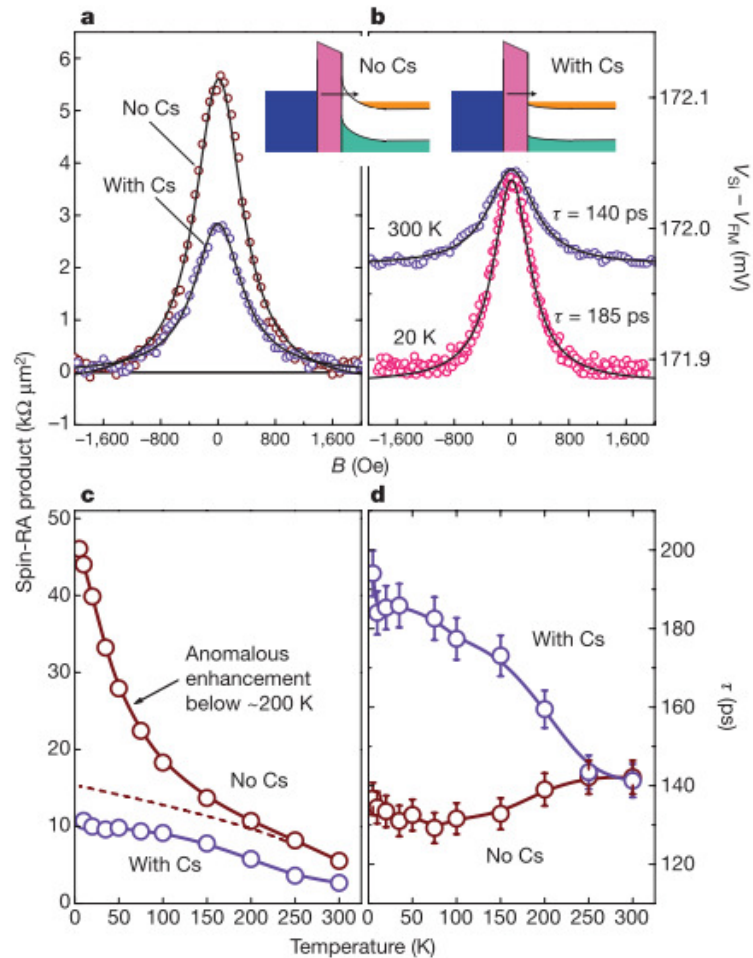 a
b
6
5
4
3
2
1
0
−1
No Cs
With Cs
No Cs
With Cs
172.1
172.0
171.9
300 K
τ = 140 ps
20 K
τ = 185 ps
V_Si − V_FM (mV)
−1,600 −800 0 800 1,600
−1,600 −800 0 800 1,600
B (Oe)
Spin-RA product (kΩ μm²)
c
d
50
40
30
20
10
0
Anomalous
enhancement
below ~200 K
No Cs
With Cs
200
180
160
140
120
With Cs
No Cs
τ (ps)
0 50 100 150 200 250 300
0 50 100 150 200 250 300
Temperature (K)